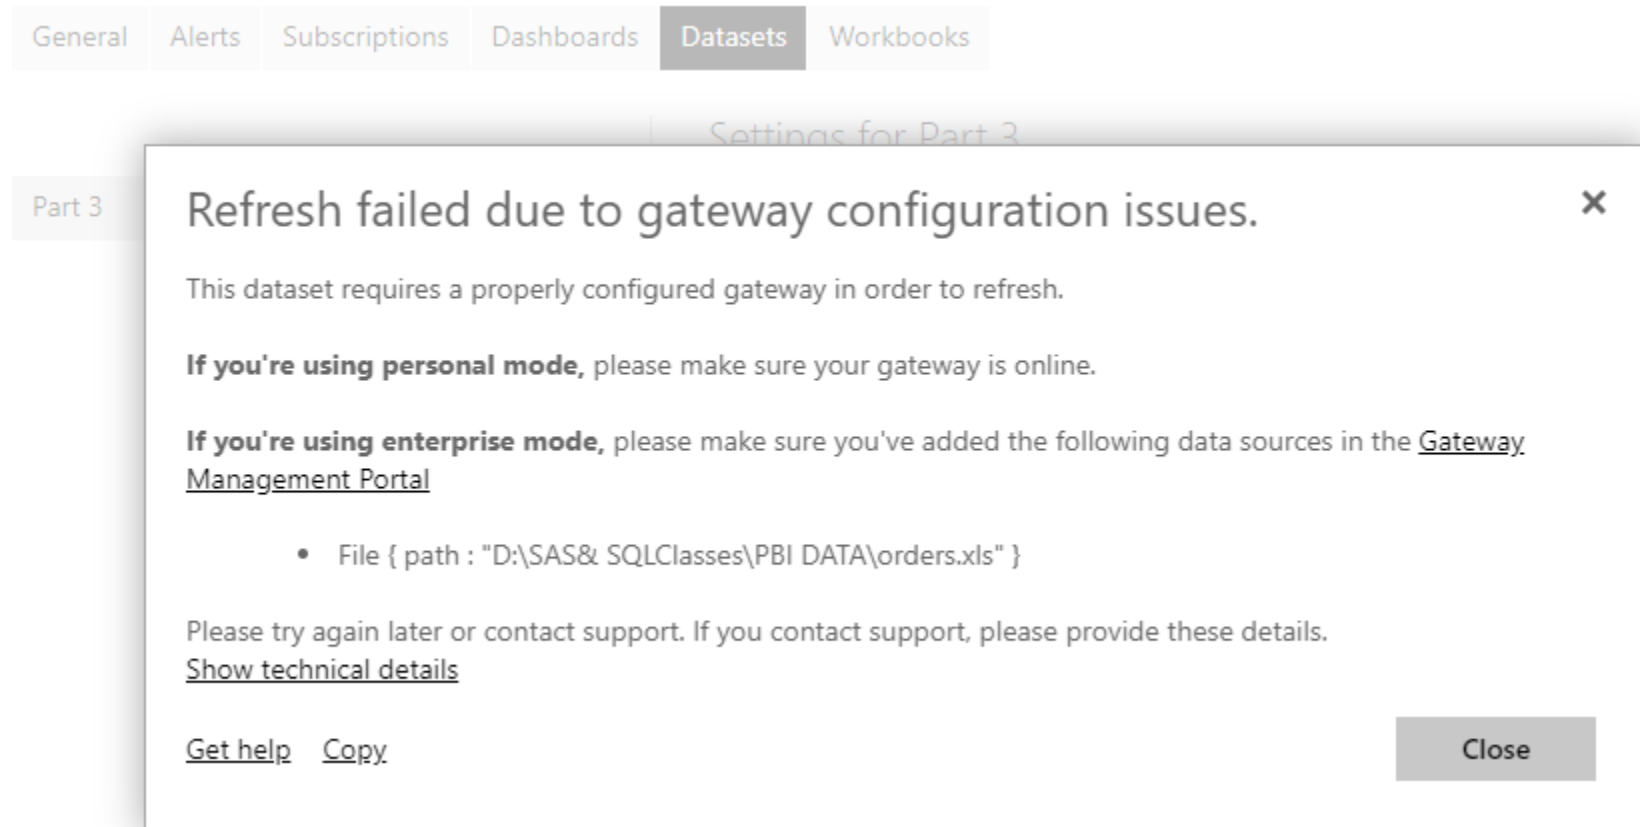 General Alerts Subscriptions Dashboards Datasets Workbooks
Settings for Part 3
Part 3
Refresh failed due to gateway configuration issues.
This dataset requires a properly configured gateway in order to refresh.
If you're using personal mode, please make sure your gateway is online.
If you're using enterprise mode, please make sure you've added the following data sources in the Gateway
Management Portal
• File { path : "D:\SAS& SQLClasses\PBI DATA\orders.xls" }
Please try again later or contact support. If you contact support, please provide these details.
Show technical details
Get help Copy
Close